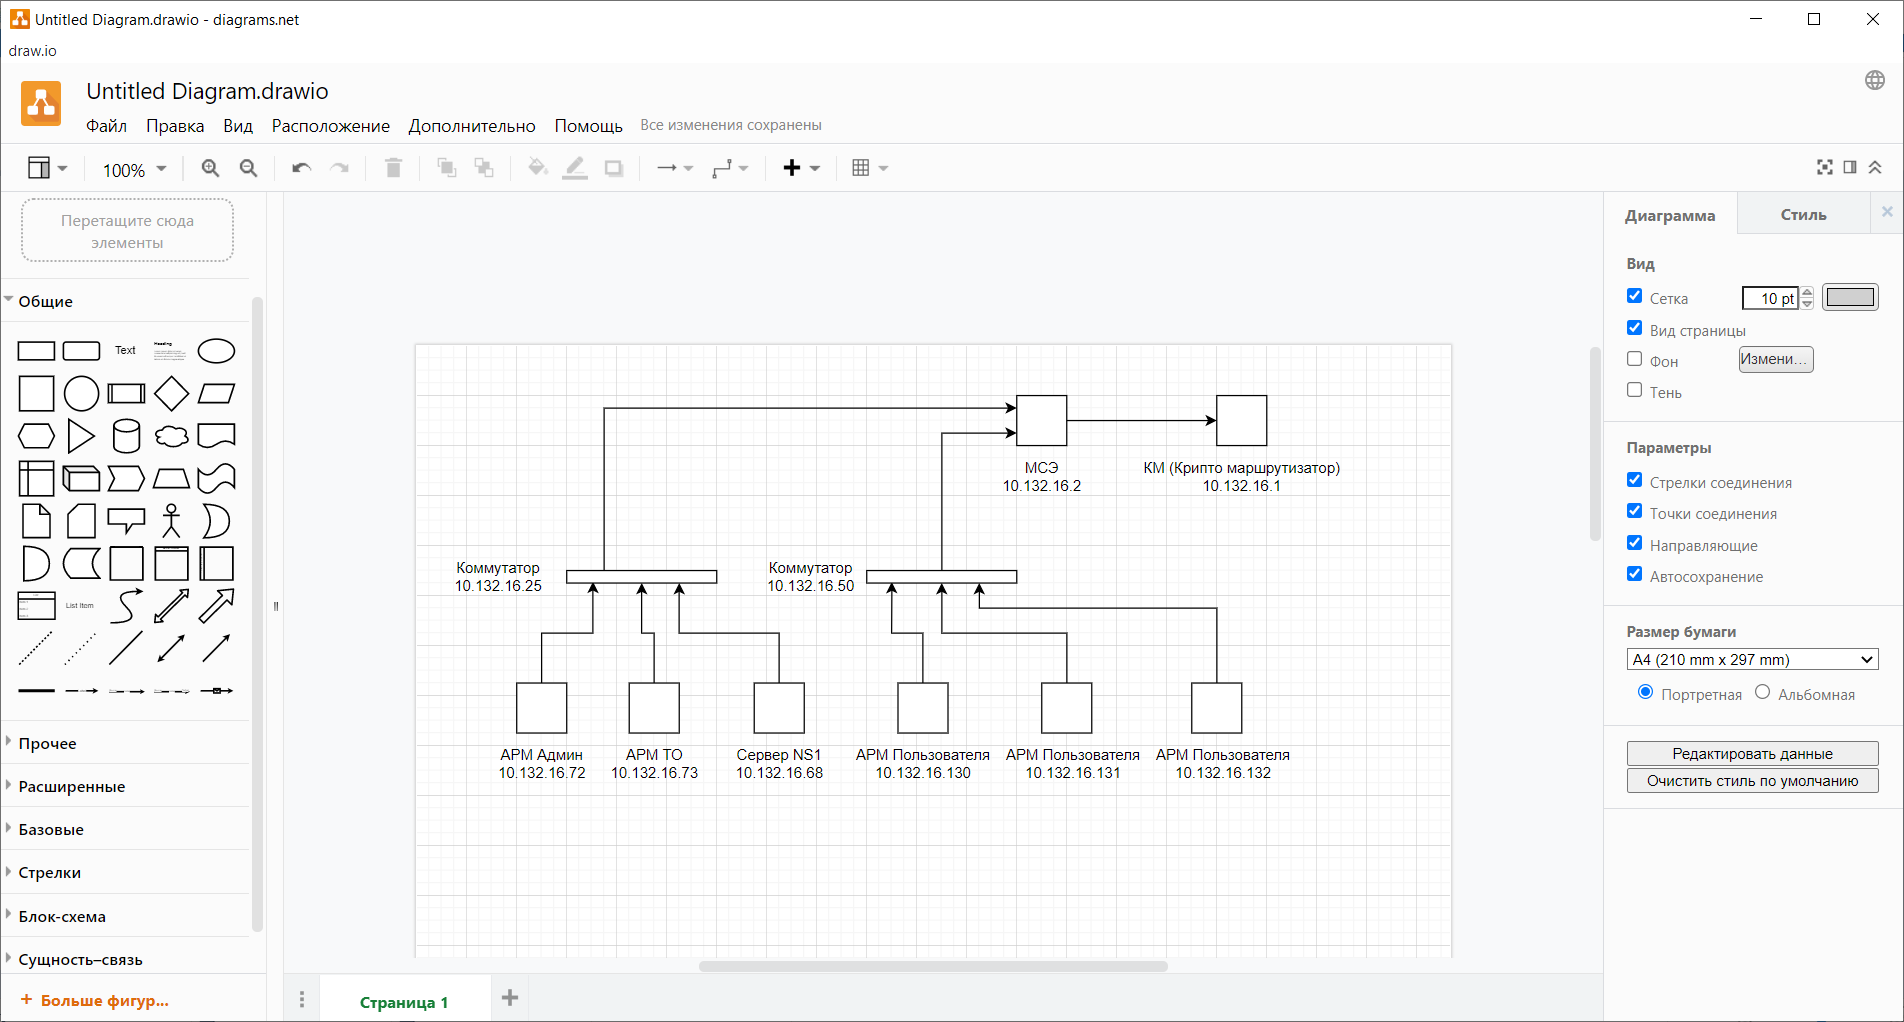 Untitled Diagram.drawio - diagrams.net
draw.io
Untitled Diagram.drawio
Файл Правка Вид Расположение Дополнительно Помощь Все изменения сохранены
100%
Перетащите сюда
элементы
Общие
Text
Heading
List Item
Прочее
Расширенные
Базовые
Стрелки
Блок-схема
Сущность–связь
+ Больше фигур...
МСЭ
10.132.16.2
КМ (Крипто маршрутизатор)
10.132.16.1
Коммутатор
10.132.16.25
Коммутатор
10.132.16.50
АРМ Админ
10.132.16.72
АРМ ТО
10.132.16.73
Сервер NS1
10.132.16.68
АРМ Пользователя
10.132.16.130
АРМ Пользователя
10.132.16.131
АРМ Пользователя
10.132.16.132
Страница 1
Диаграмма Стиль
Вид
Сетка 10 pt
Вид страницы
Фон Измени...
Тень
Параметры
Стрелки соединения
Точки соединения
Направляющие
Автосохранение
Размер бумаги
A4 (210 mm x 297 mm)
Портретная Альбомная
Редактировать данные
Очистить стиль по умолчанию